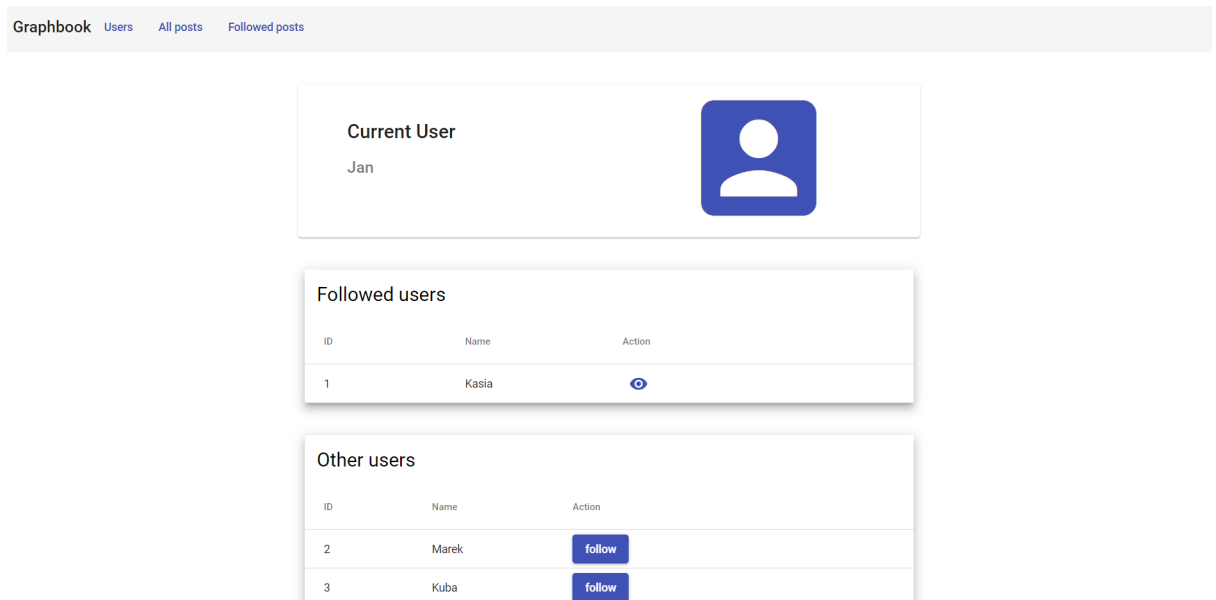 Graphbook Users All posts Followed posts
Current User
Jan
Followed users
ID Name Action
1 Kasia
Other users
ID Name Action
2 Marek follow
3 Kuba follow